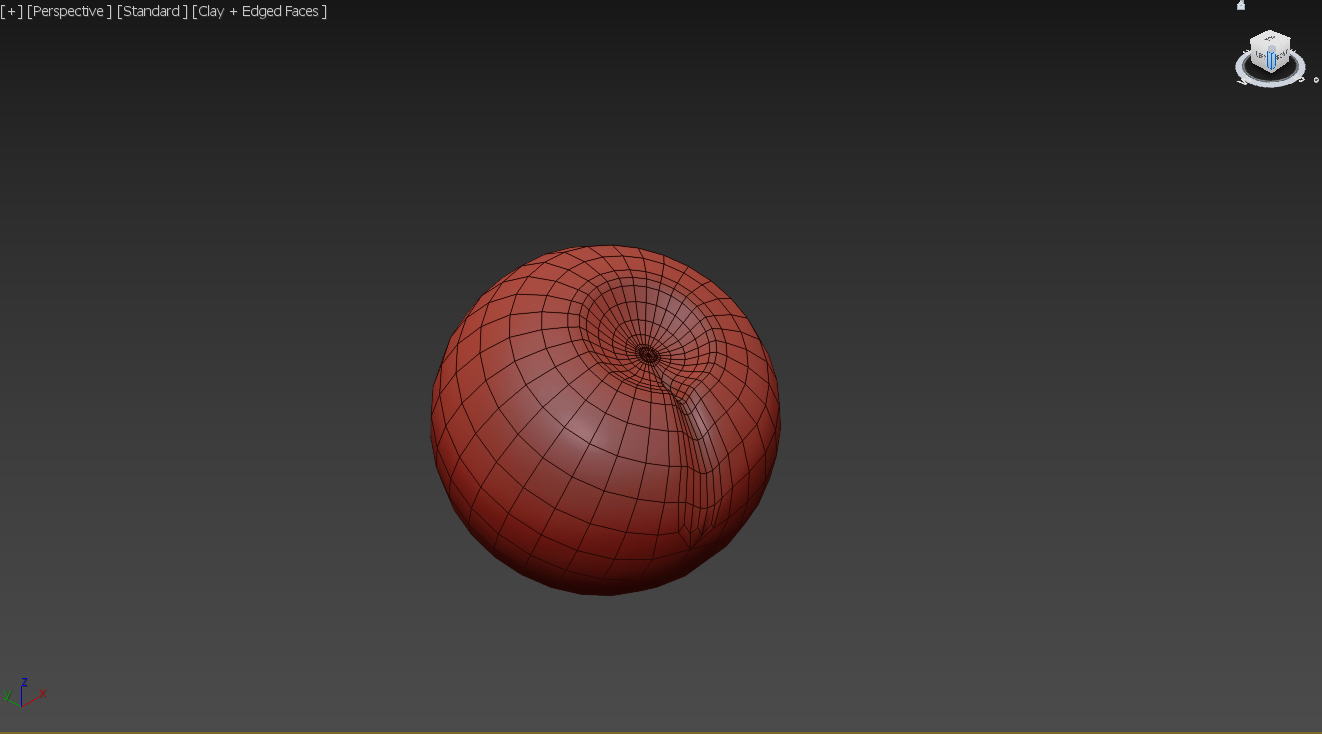 [+] [Perspective ] [Standard ] [Clay + Edged Faces ]
z
y
x